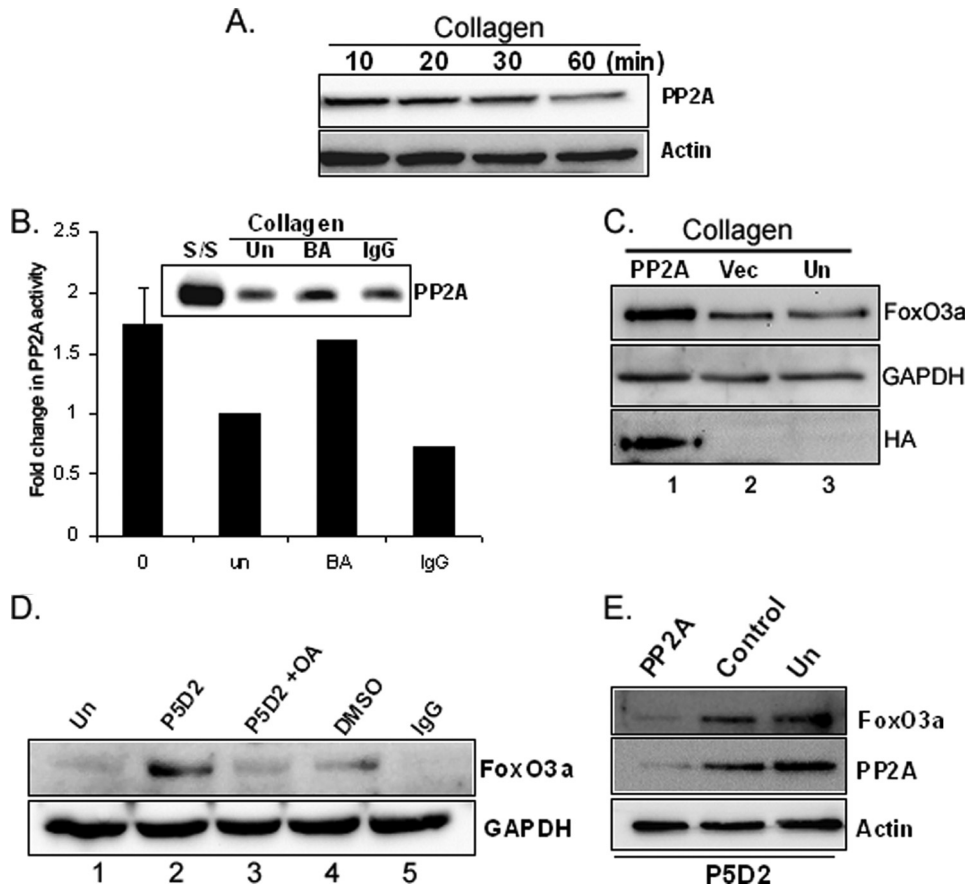 A.
Collagen
10 20 30 60 (min)
PP2A
Actin
B.
Collagen
S/S Un BA IgG
PP2A
Fold change in PP2A activity
2.5
2
1.5
1
0.5
0
0 un BA IgG
C.
Collagen
PP2A Vec Un
FoxO3a
GAPDH
HA
1 2 3
D.
Un P5D2 P5D2 +OA DMSO IgG
FoxO3a
GAPDH
1 2 3 4 5
E.
PP2A Control Un
FoxO3a
PP2A
Actin
P5D2